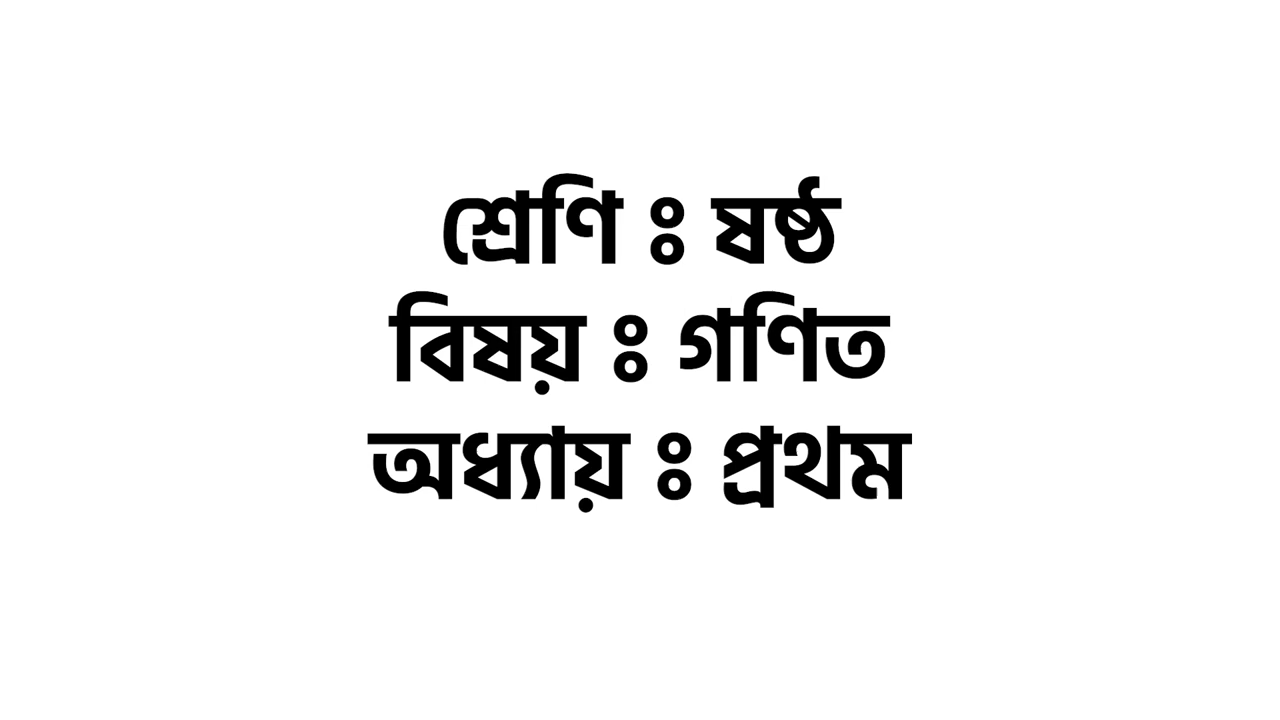 শ্রেণি ঃ ষষ্ঠ
বিষয় ঃ গণিত
অধ্যায় ঃ প্রথম